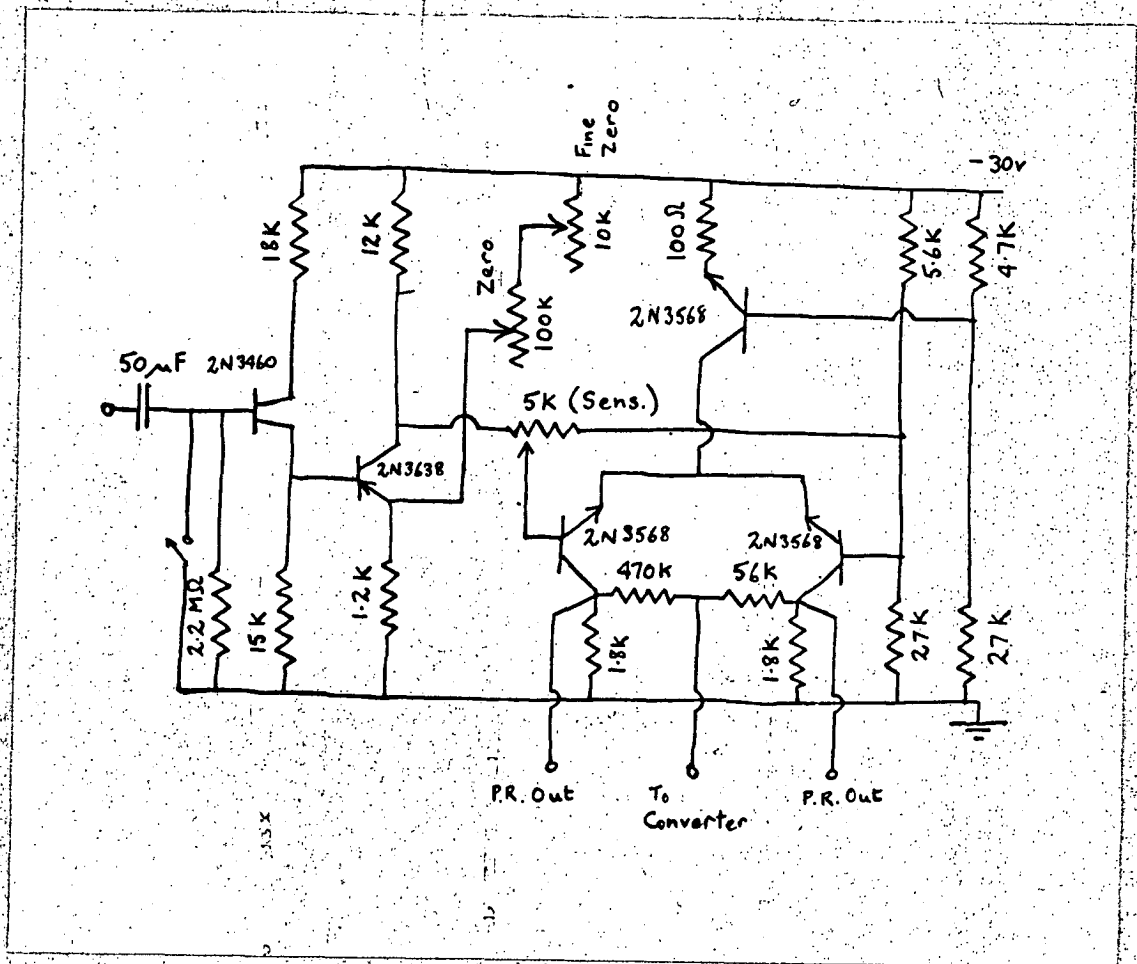 Fine
Zero
- 30v
18K
12K
Zero
100K
10K
100Ω
5.6K
4.7K
2N3568
50µF
2N3460
5K (Sens.)
2N3638
2N3568
2N3568
470K
56K
2.2MΩ
15K
1.2K
1.8K
1.8K
27K
27K
P.R. Out
To
Converter
P.R. Out